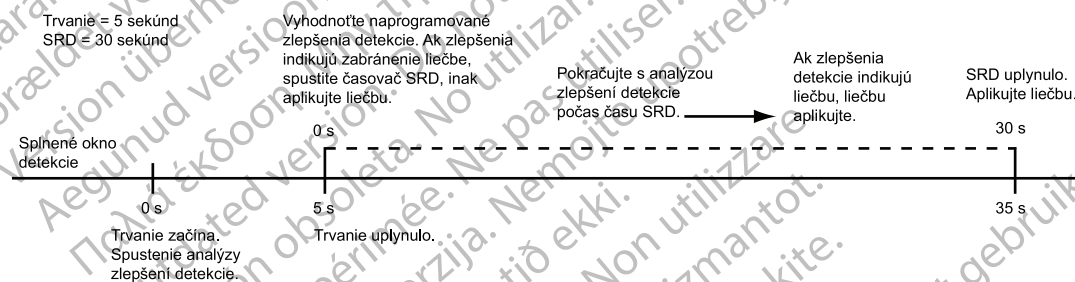 Trvanie = 5 sekúnd
SRD = 30 sekúnd
Vyhodnoťte naprogramované
zlepšenia detekcie. Ak zlepšenia
indikujú zabránenie liečbe,
spustite časovač SRD, inak
aplikujte liečbu.
Pokračujte s analýzou
zlepšení detekcie
počas času SRD.
Ak zlepšenia
detekcie indikujú
liečbu, liečbu
aplikujte.
SRD uplynulo.
Aplikujte liečbu.
Splnené okno
detekcie
0 s
30 s
0 s
5 s
35 s
Trvanie začína.
Spustenie analýzy
zlepšení detekcie.
Trvanie uplynulo.